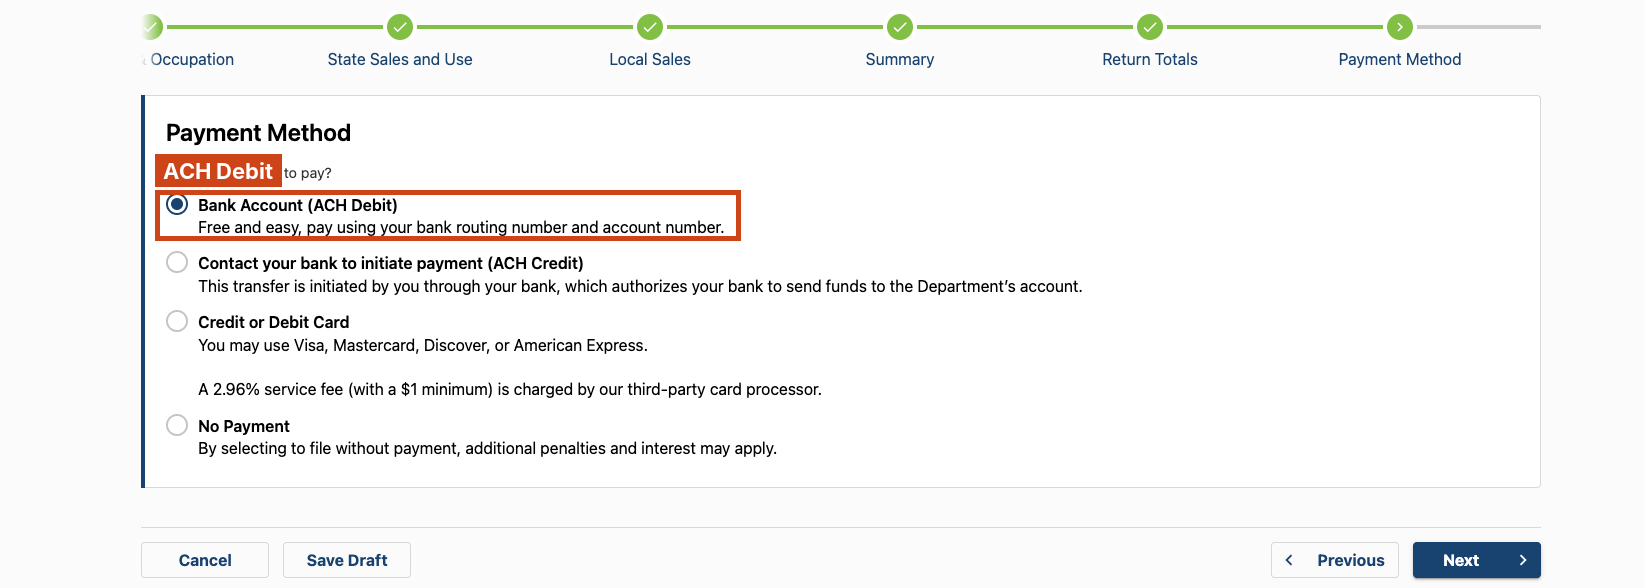 Occupation
State Sales and Use
Local Sales
Summary
Return Totals
Payment Method
Payment Method
ACH Debit to pay?
Bank Account (ACH Debit)
Free and easy, pay using your bank routing number and account number.
Contact your bank to initiate payment (ACH Credit)
This transfer is initiated by you through your bank, which authorizes your bank to send funds to the Department’s account.
Credit or Debit Card
You may use Visa, Mastercard, Discover, or American Express.
A 2.96% service fee (with a $1 minimum) is charged by our third-party card processor.
No Payment
By selecting to file without payment, additional penalties and interest may apply.
Cancel
Save Draft
Previous
Next